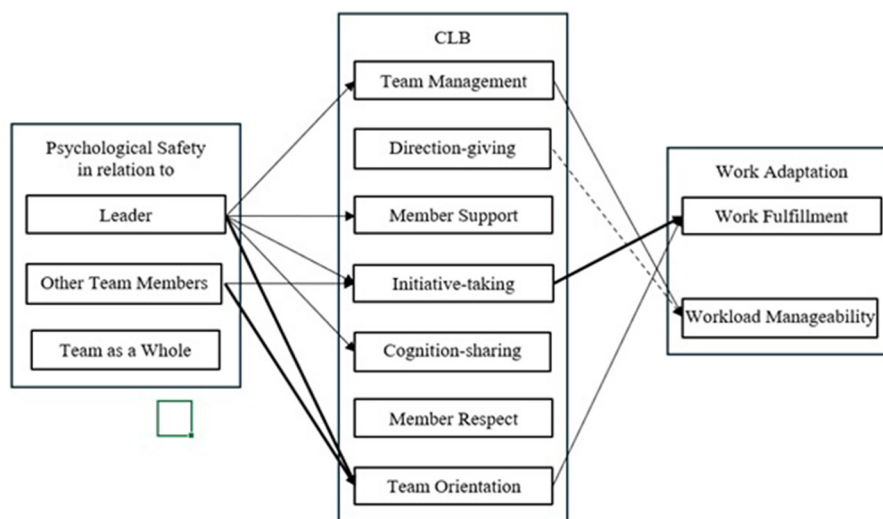 Psychological Safety
in relation to
Leader
Other Team Members
Team as a Whole
CLB
Team Management
Direction-giving
Member Support
Initiative-taking
Cognition-sharing
Member Respect
Team Orientation
Work Adaptation
Work Fulfillment
Workload Manageability